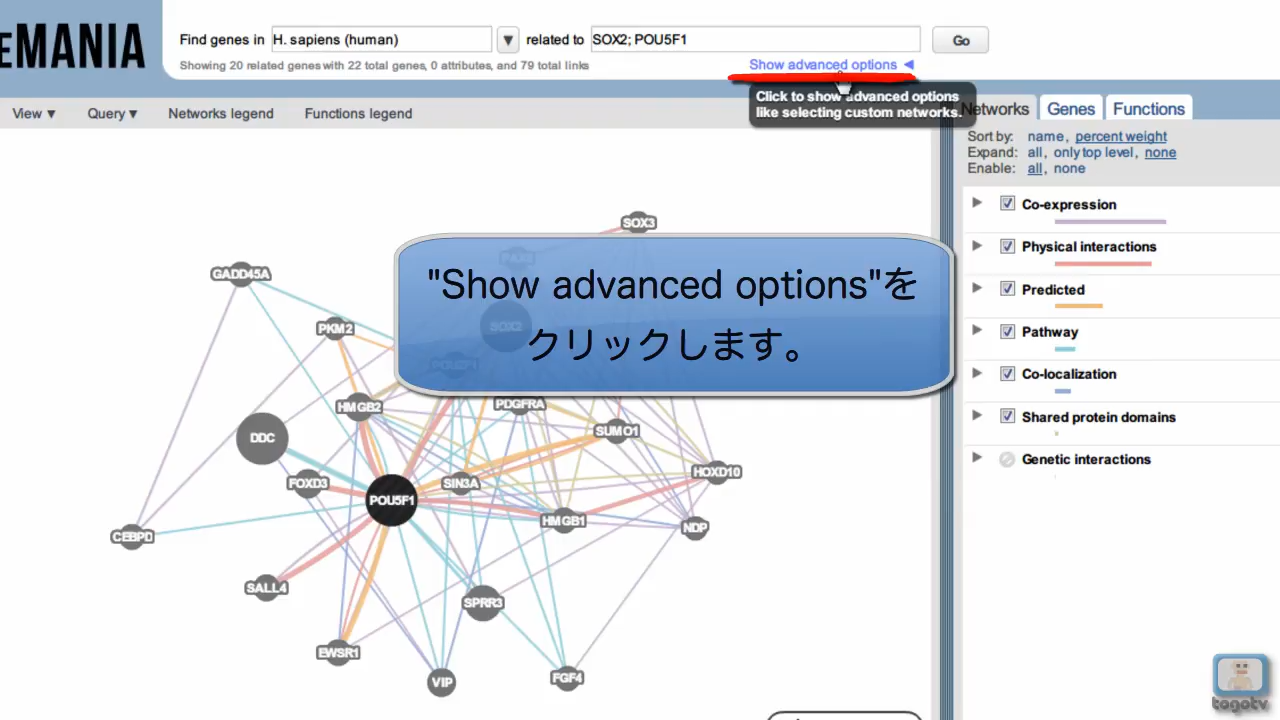 eMANIA
Find genes in H. sapiens (human) ▼ related to SOX2; POU5F1 Go
Showing 20 related genes with 22 total genes, 0 attributes, and 79 total links
Show advanced options ◀
Click to show advanced options
like selecting custom networks.
View ▼ Query ▼ Networks legend Functions legend
Networks Genes Functions
Sort by: name, percent weight
Expand: all, only top level, none
Enable: all, none
Co-expression
Physical interactions
Predicted
Pathway
Co-localization
Shared protein domains
Genetic interactions
"Show advanced options"を
クリックします。
SOX3
GADD45A
PKM2
SOX2
HMGB2
PDGFRA
DDC
SUMO1
FOXD3
SIN3A
HOXD10
POU5F1
HMGB1
NDP
CEBPD
SALL4
SPRR3
EWSR1
VIP
FGF4
togotv